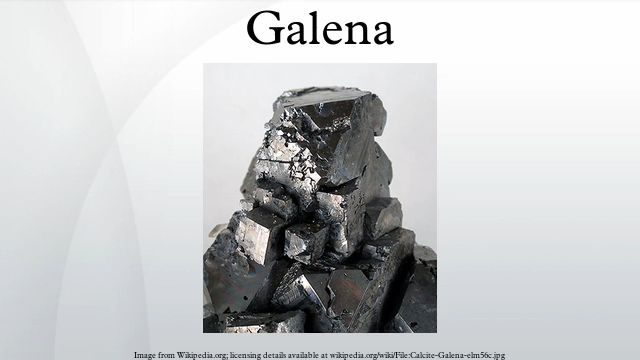 Galena
Image from Wikipedia.org; licensing details available at wikipedia.org/wiki/File:Calcite-Galena-elm56c.jpg